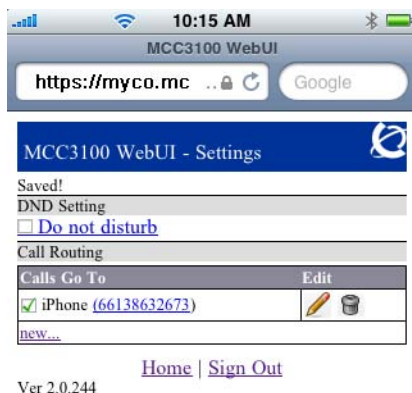 10:15 AM
MCC3100 WebUI
https://myco.mc ..
Google
MCC3100 WebUI - Settings
Saved!
DND Setting
Do not disturb
Call Routing
Calls Go To Edit
iPhone (66138632673)
new...
Home | Sign Out
Ver 2.0.244